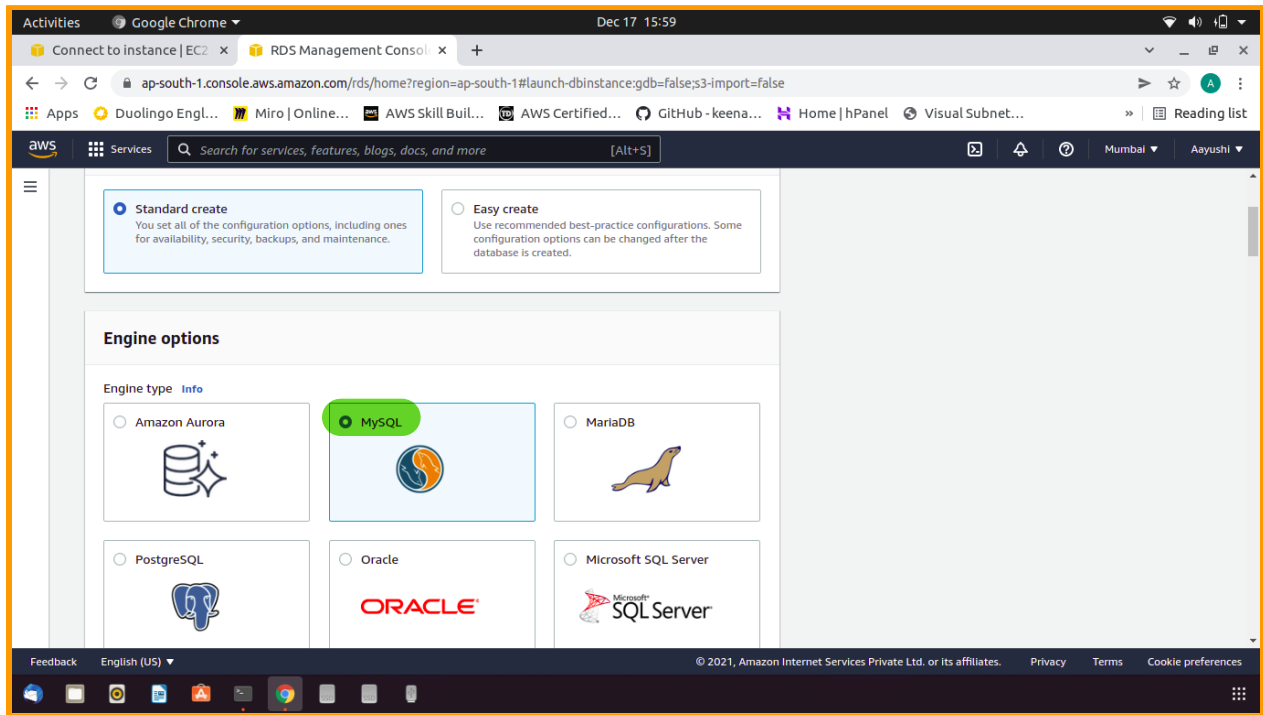 Activities Google Chrome Dec 17 15:59
Connect to instance | EC2 RDS Management Consol +
ap-south-1.console.aws.amazon.com/rds/home?region=ap-south-1#launch-dbinstance:gdb=false;s3-import=false A
Apps Duolingo Engl... Miro | Online... AWS Skill Buil... AWS Certified... GitHub - keena... Home | hPanel Visual Subnet... » Reading list
aws Services Search for services, features, blogs, docs, and more [Alt+S] Mumbai Aayushi
Standard create
You set all of the configuration options, including ones
for availability, security, backups, and maintenance.
Easy create
Use recommended best-practice configurations. Some
configuration options can be changed after the
database is created.
Engine options
Engine type Info
Amazon Aurora
MySQL
MariaDB
PostgreSQL
Oracle
ORACLE
Microsoft SQL Server
Microsoft
SQL Server
Feedback English (US) © 2021, Amazon Internet Services Private Ltd. or its affiliates. Privacy Terms Cookie preferences